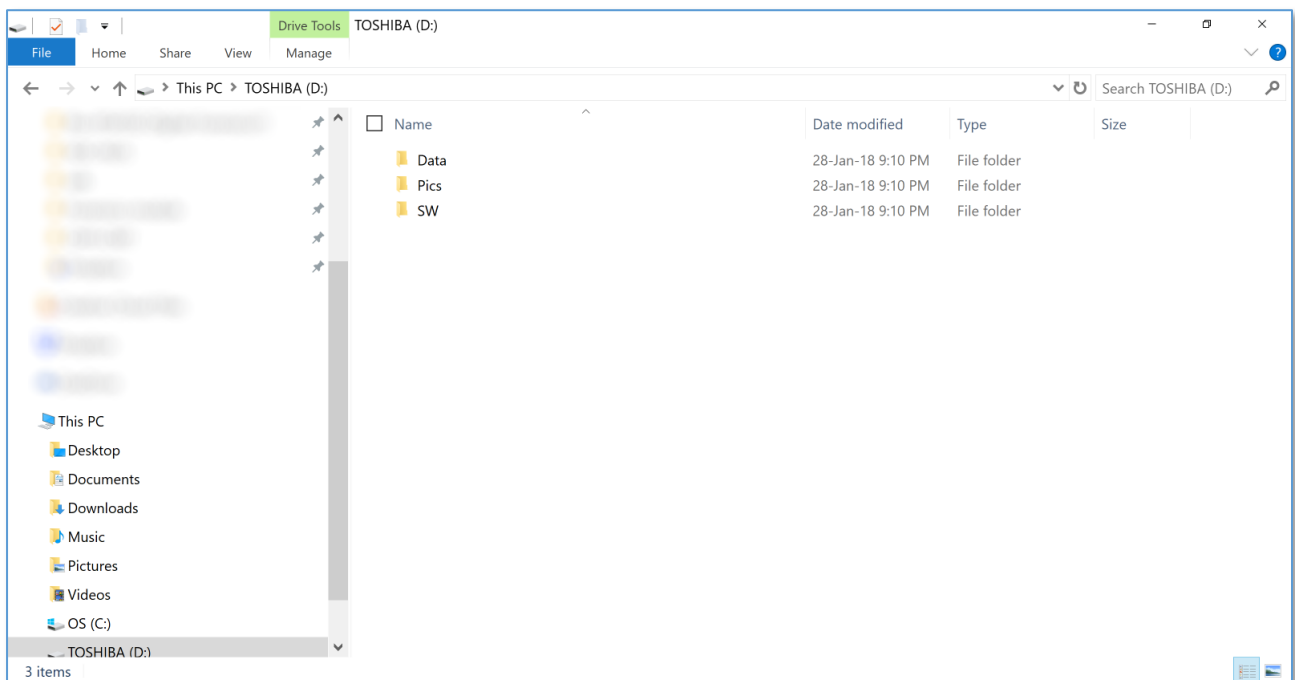 Drive Tools TOSHIBA (D:)
File Home Share View Manage
This PC TOSHIBA (D:) Search TOSHIBA (D:)
Name Date modified Type Size
Data 28-Jan-18 9:10 PM File folder
Pics 28-Jan-18 9:10 PM File folder
SW 28-Jan-18 9:10 PM File folder
This PC
Desktop
Documents
Downloads
Music
Pictures
Videos
OS (C:)
TOSHIBA (D:)
3 items